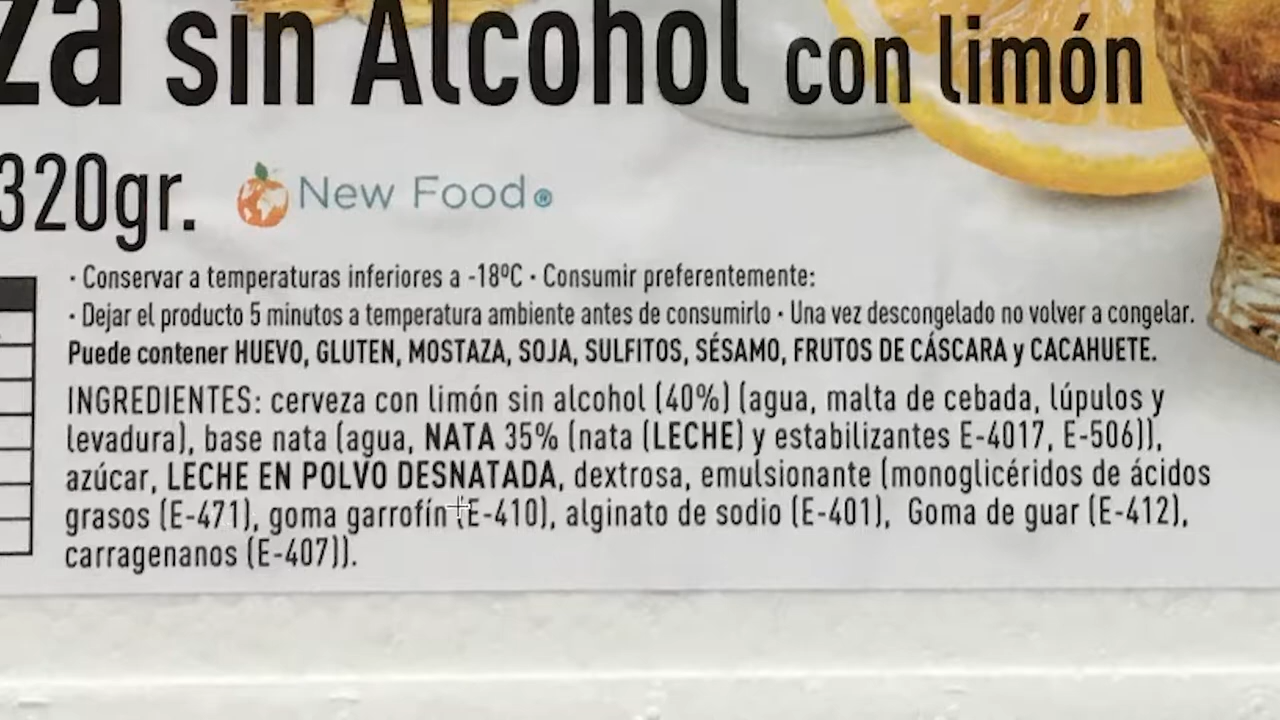 za sin Alcohol con limón
320gr. New Food®
· Conservar a temperaturas inferiores a -18ºC · Consumir preferentemente:
· Dejar el producto 5 minutos a temperatura ambiente antes de consumirlo · Una vez descongelado no volver a congelar.
Puede contener HUEVO, GLUTEN, MOSTAZA, SOJA, SULFITOS, SÉSAMO, FRUTOS DE CÁSCARA y CACAHUETE.
INGREDIENTES: cerveza con limón sin alcohol (40%) (agua, malta de cebada, lúpulos y
levadura), base nata (agua, NATA 35% (nata (LECHE) y estabilizantes E-4017, E-506)),
azúcar, LECHE EN POLVO DESNATADA, dextrosa, emulsionante (monoglicéridos de ácidos
grasos (E-471), goma garrofín (E-410), alginato de sodio (E-401), Goma de guar (E-412),
carragenanos (E-407)).